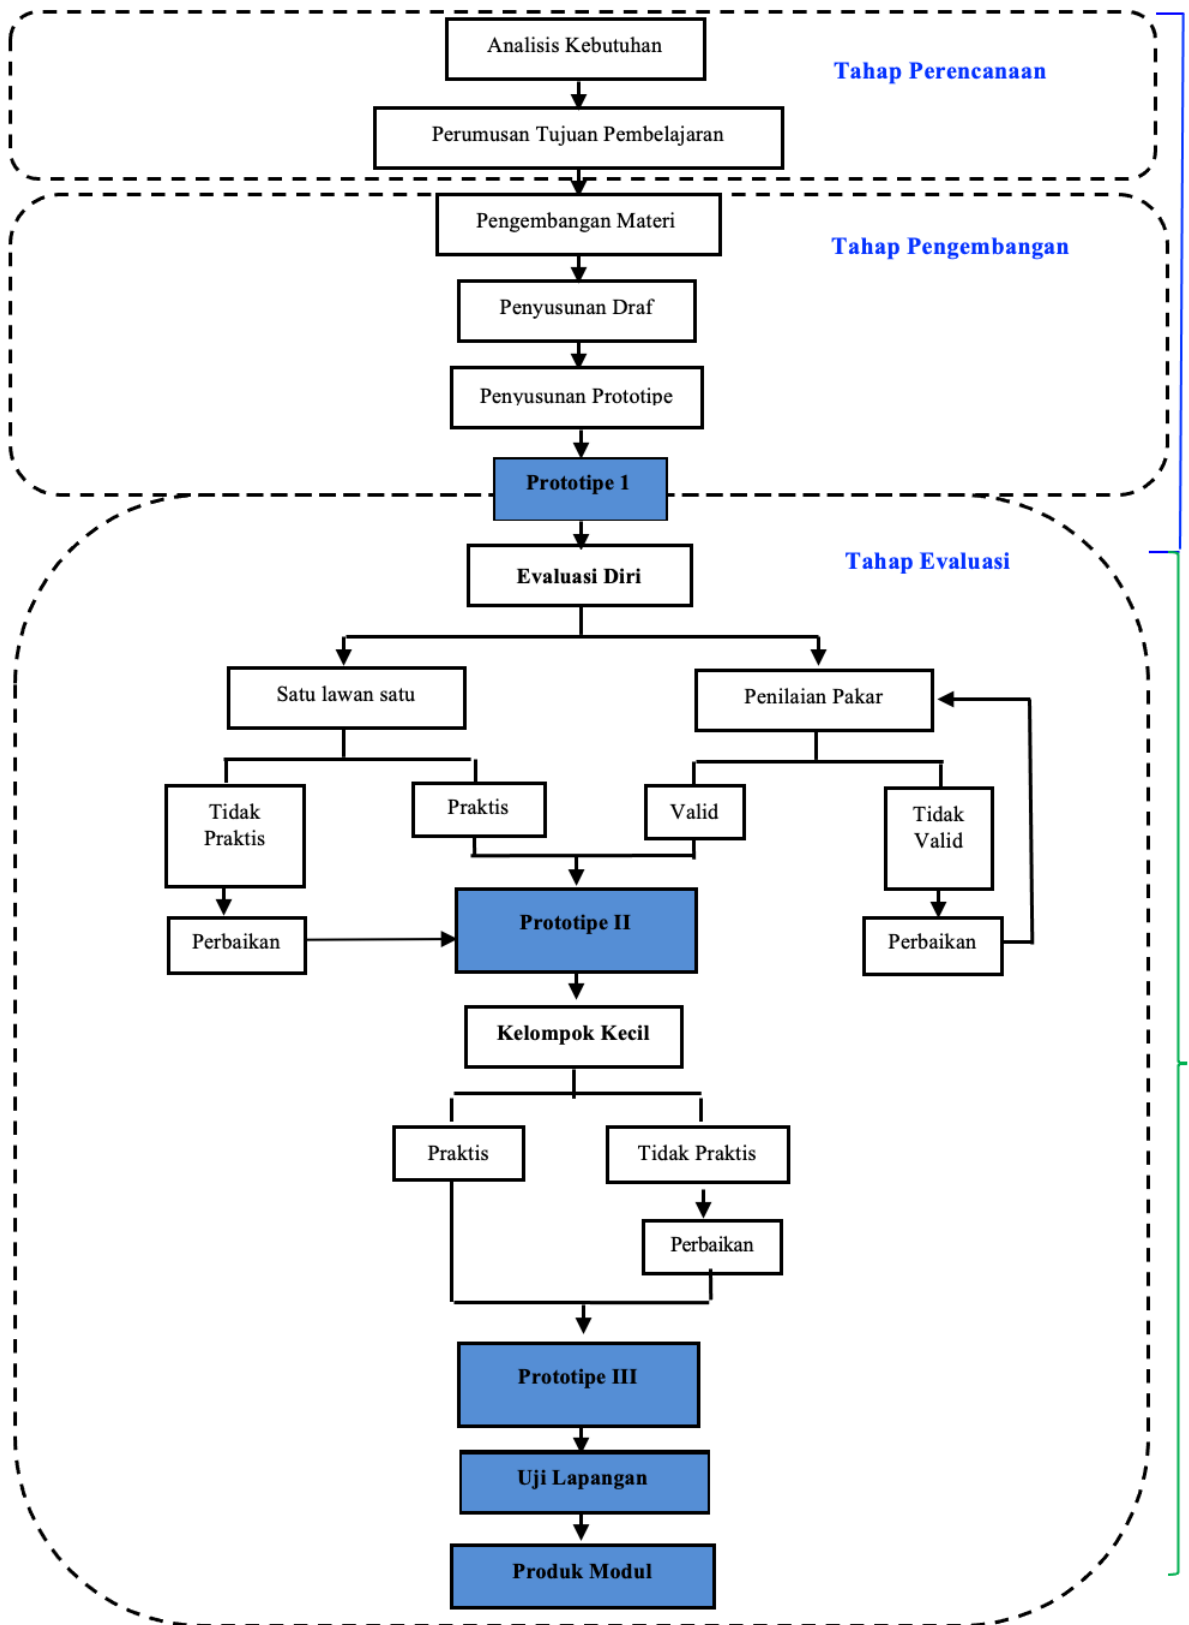 Analisis Kebutuhan
Tahap Perencanaan
Perumusan Tujuan Pembelajaran
Pengembangan Materi
Tahap Pengembangan
Penyusunan Draf
Penyusunan Prototipe
Prototipe 1
Tahap Evaluasi
Evaluasi Diri
Satu lawan satu
Penilaian Pakar
Tidak
Praktis
Praktis
Valid
Tidak
Valid
Perbaikan
Prototipe II
Perbaikan
Kelompok Kecil
Praktis
Tidak Praktis
Perbaikan
Prototipe III
Uji Lapangan
Produk Modul